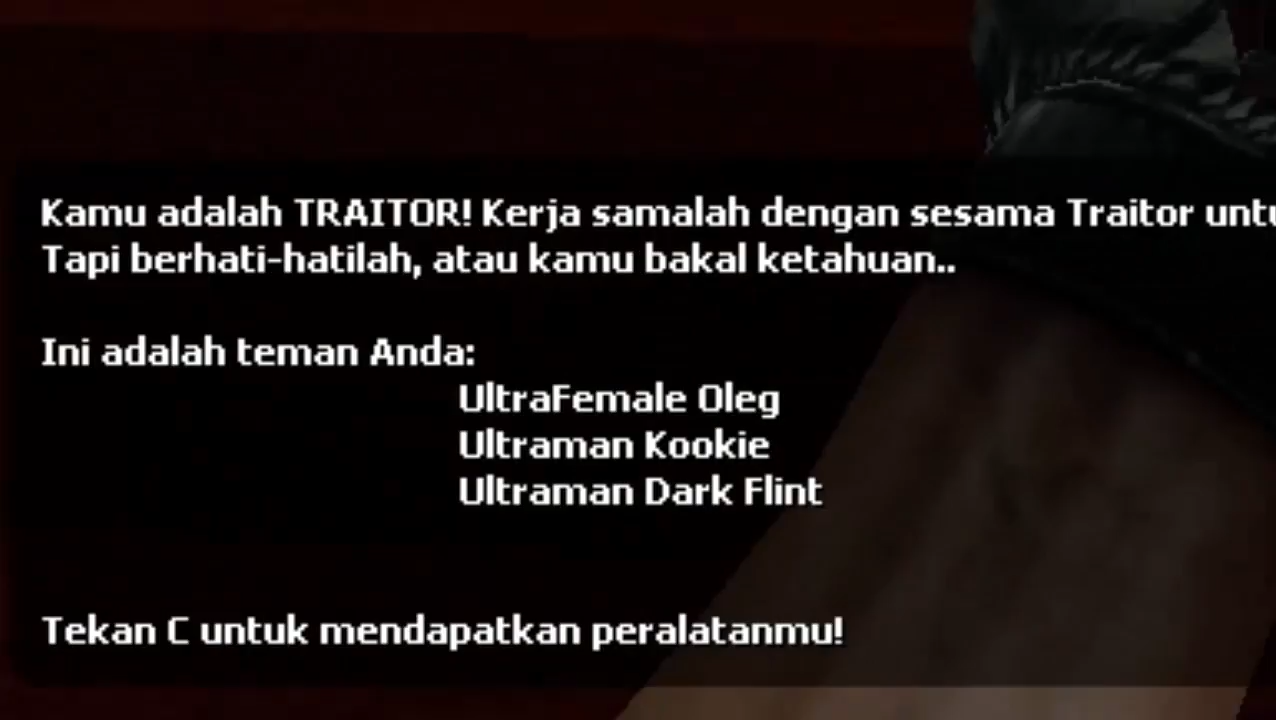 Kamu adalah TRAITOR! Kerja samalah dengan sesama Traitor
Tapi berhati-hatilah, atau kamu bakal ketahuan..
Ini adalah teman Anda:
UltraFemale Oleg
Ultraman Kookie
Ultraman Dark Flint
Tekan C untuk mendapatkan peralatanmu!